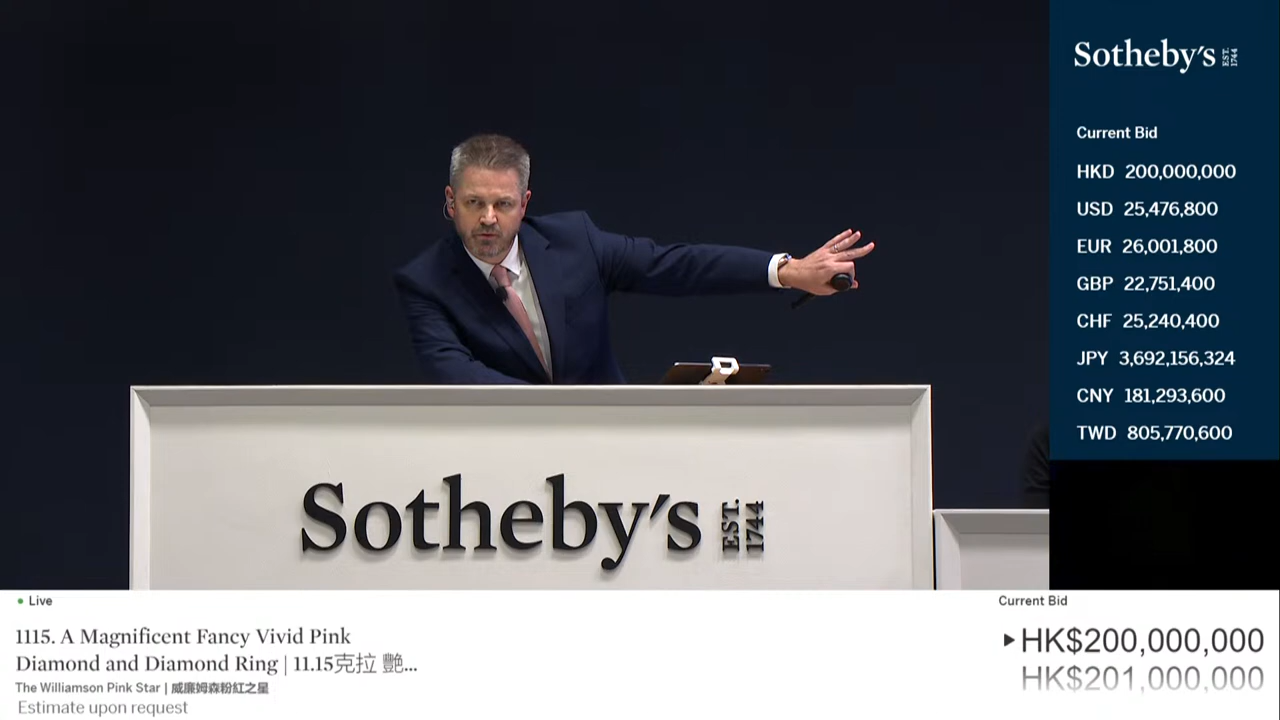 Sotheby's EST. 1744
Current Bid
HKD 200,000,000
USD 25,476,800
EUR 26,001,800
GBP 22,751,400
CHF 25,240,400
JPY 3,692,156,324
CNY 181,293,600
TWD 805,770,600
Sotheby's EST. 1744
Live
Current Bid
1115. A Magnificent Fancy Vivid Pink
Diamond and Diamond Ring | 11.15克拉 艷...
HK$200,000,000
HK$201,000,000
The Williamson Pink Star | 威廉姆森粉紅之星
Estimate upon request